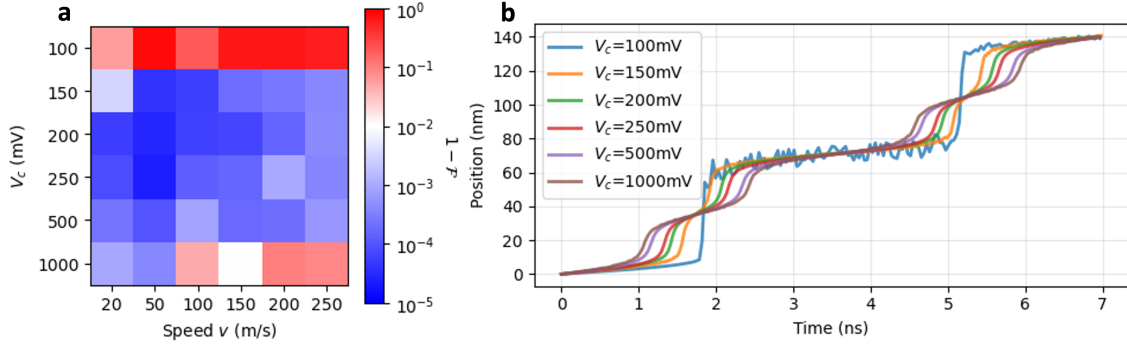 a
100
150
200
250
500
1000
V_c (mV)
20 50 100 150 200 250
Speed v (m/s)
10^0
10^-1
10^-2
10^-3
10^-4
10^-5
1 − F
b
140
120
100
80
60
40
20
0
Position (nm)
V_c=100mV
V_c=150mV
V_c=200mV
V_c=250mV
V_c=500mV
V_c=1000mV
0 1 2 3 4 5 6 7
Time (ns)